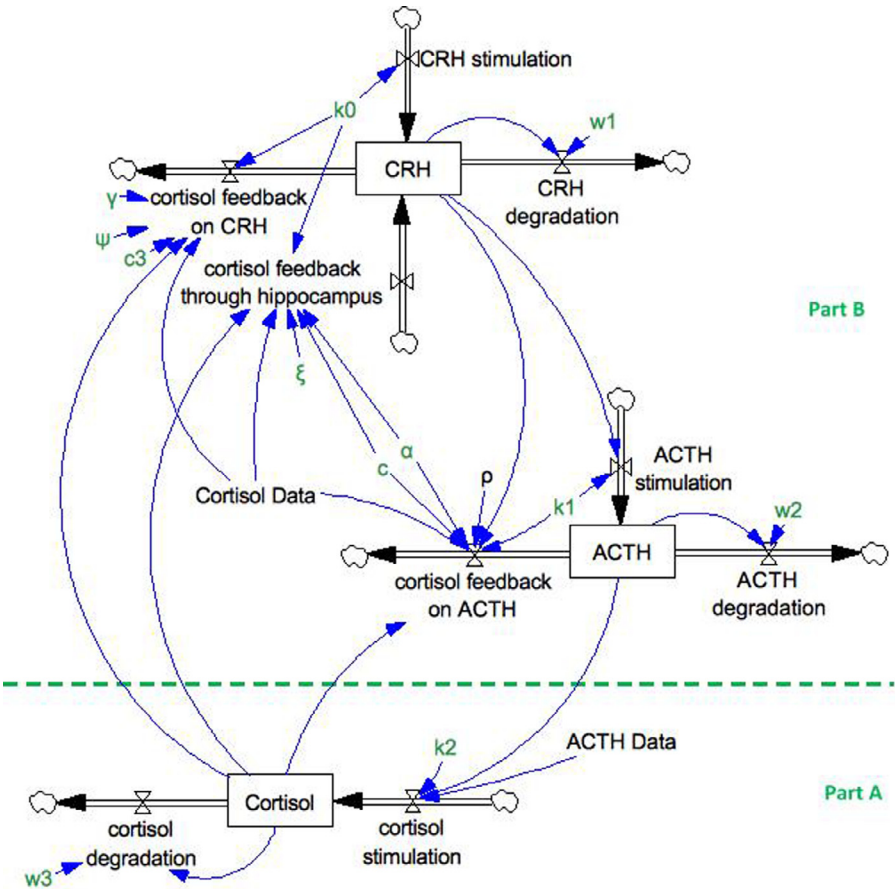 CRH stimulation
k0
w1
CRH
CRH
degradation
γ
cortisol feedback
on CRH
ψ
c3
cortisol feedback
through hippocampus
Part B
ξ
α
c
ρ
Cortisol Data
ACTH
stimulation
k1
w2
ACTH
cortisol feedback
on ACTH
ACTH
degradation
k2
ACTH Data
Part A
Cortisol
cortisol
degradation
cortisol
stimulation
w3